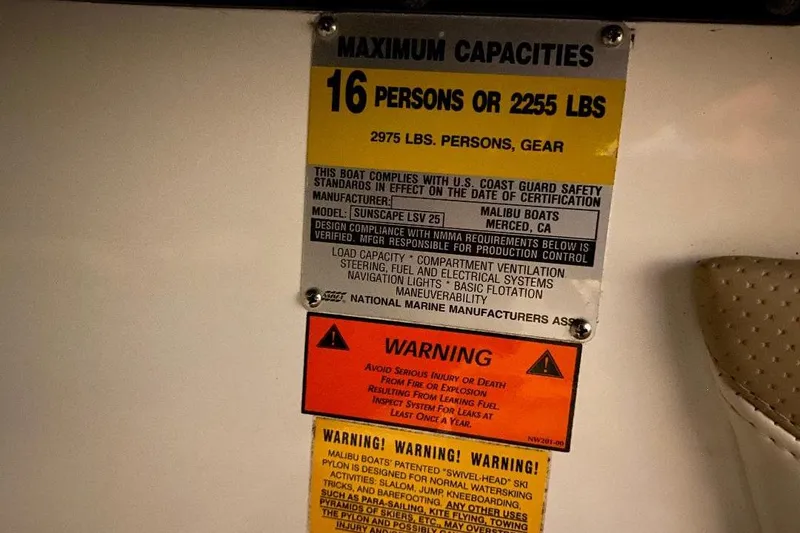 MAXIMUM CAPACITIES
16 PERSONS OR 2255 LBS
2975 LBS. PERSONS, GEAR
THIS BOAT COMPLIES WITH U.S. COAST GUARD SAFETY
STANDARDS IN EFFECT ON THE DATE OF CERTIFICATION
MANUFACTURER:
MALIBU BOATS
MODEL: SUNSCAPE LSV 25 MERCED, CA
DESIGN COMPLIANCE WITH NMMA REQUIREMENTS BELOW IS
VERIFIED. MFGR RESPONSIBLE FOR PRODUCTION CONTROL
LOAD CAPACITY * COMPARTMENT VENTILATION
STEERING, FUEL AND ELECTRICAL SYSTEMS
NAVIGATION LIGHTS * BASIC FLOTATION
MANEUVERABILITY
NATIONAL MARINE MANUFACTURERS
WARNING
AVOID SERIOUS INJURY OR DEATH
FROM FIRE OR EXPLOSION
RESULTING FROM LEAKING FUEL.
INSPECT SYSTEM FOR LEAKS AT
LEAST ONCE A YEAR.
NW201-00
WARNING! WARNING! WARNING!
MALIBU BOATS' PATENTED "SWIVEL-HEAD" SKI
PYLON IS DESIGNED FOR NORMAL WATERSKIING
ACTIVITIES: SLALOM, JUMP, KNEEBOARDING,
TRICKS, AND BAREFOOTING. ANY OTHER USES
SUCH AS PARA-SAILING, KITE FLYING, TOWING
PYRAMIDS OF SKIERS, ETC., MAY OVERSTRESS
THE PYLON AND POSSIBLY
INJURY